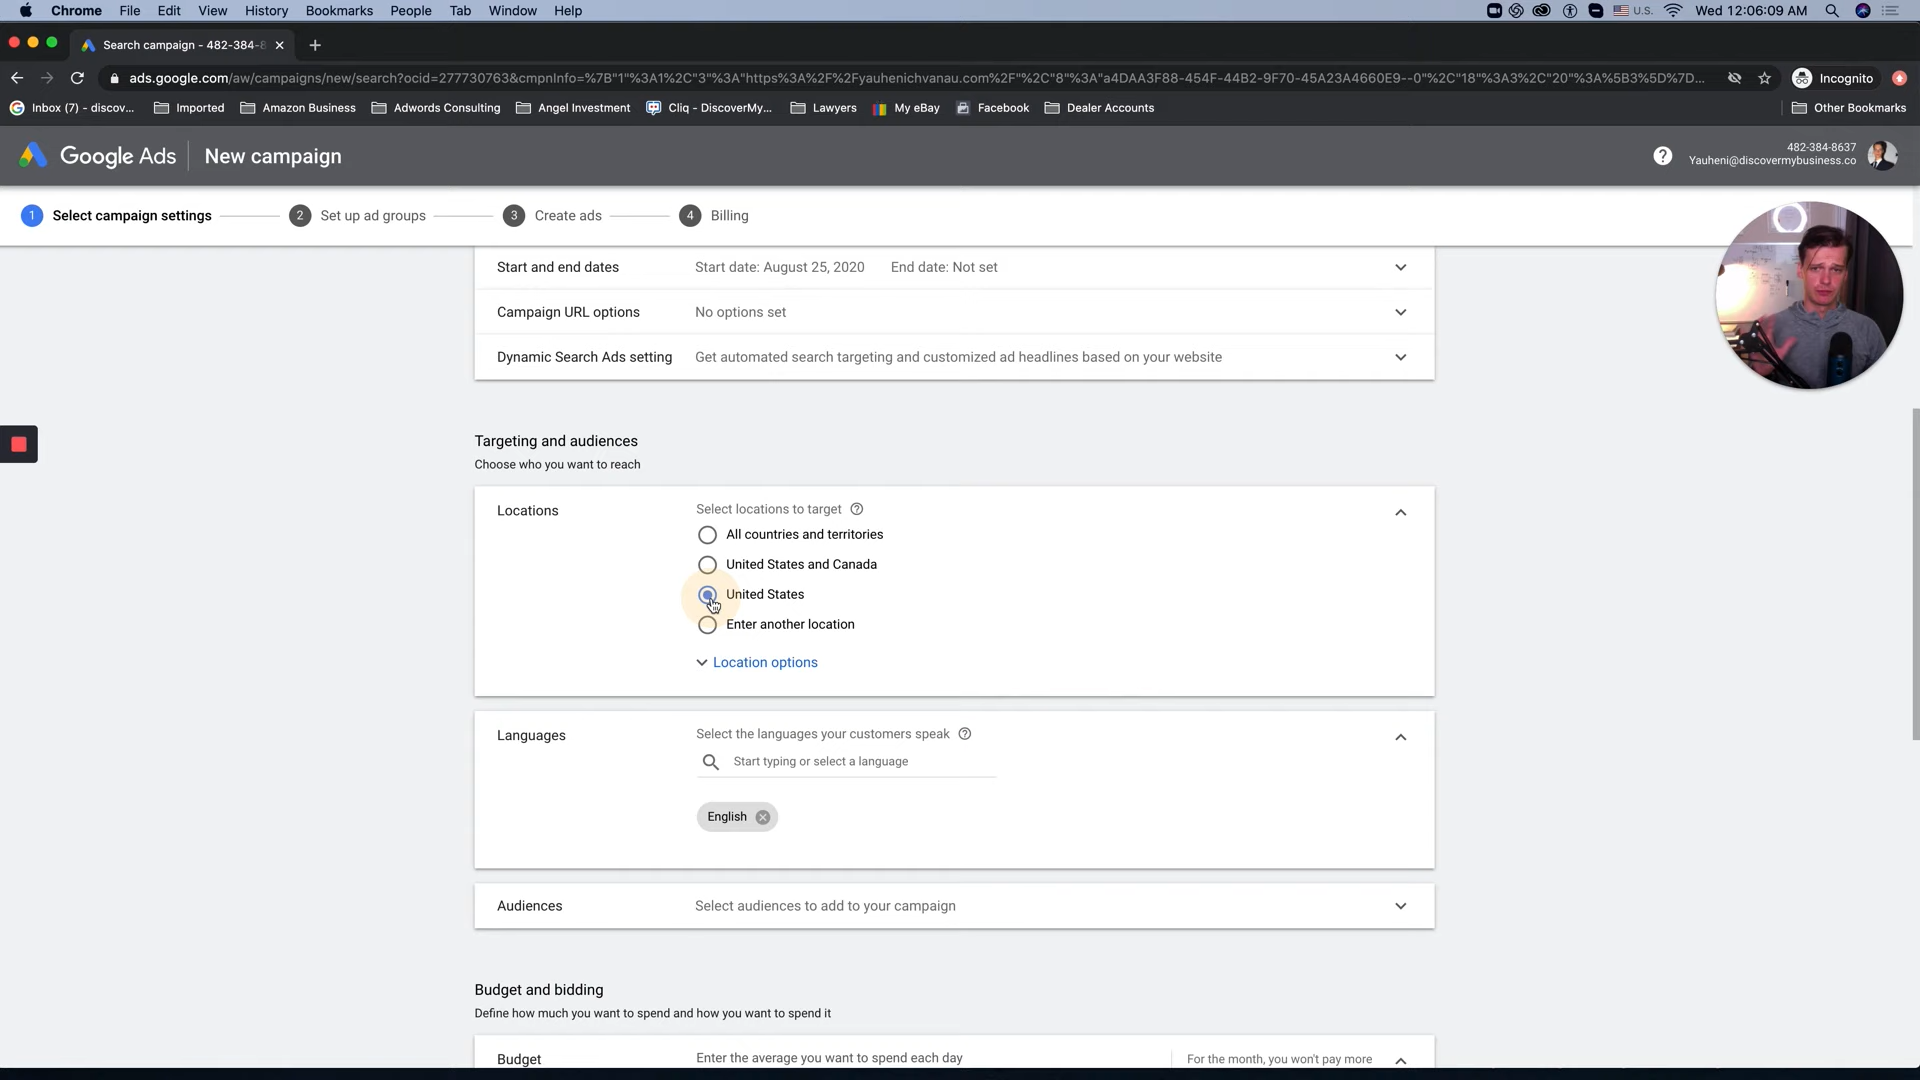 Chrome File Edit View History Bookmarks People Tab Window Help
U.S. Wed 12:06:09 AM
Search campaign - 482-384-8
ads.google.com/aw/campaigns/new/search?ocid=277730763&cmpnInfo=%7B"1"%3A1%2C"3"%3A"https%3A%2F%2Fyauhenichvanau.com%2F"%2C"8"%3A"a4DAA3F88-454F-44B2-9F70-45A23A4660E9--0"%2C"18"%3A3%2C"20"%3A%5B3%5D%7D...
Incognito
Inbox (7) - discov... Imported Amazon Business Adwords Consulting Angel Investment Cliq - DiscoverMy... Lawyers My eBay Facebook Dealer Accounts Other Bookmarks
Google Ads New campaign
482-384-8637
Yauheni@discovermybusiness.co
1 Select campaign settings 2 Set up ad groups 3 Create ads 4 Billing
Start and end dates Start date: August 25, 2020 End date: Not set
Campaign URL options No options set
Dynamic Search Ads setting Get automated search targeting and customized ad headlines based on your website
Targeting and audiences
Choose who you want to reach
Locations Select locations to target
All countries and territories
United States and Canada
United States
Enter another location
Location options
Languages Select the languages your customers speak
Start typing or select a language
English
Audiences Select audiences to add to your campaign
Budget and bidding
Define how much you want to spend and how you want to spend it
Budget Enter the average you want to spend each day For the month, you won't pay more